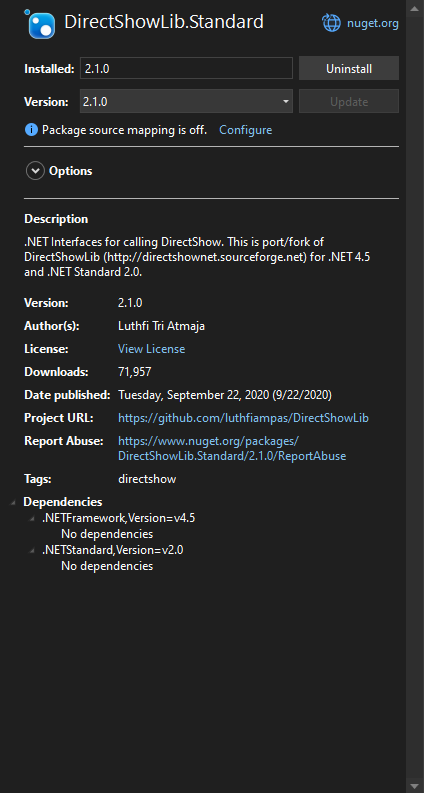 DirectShowLib.Standard
nuget.org
Installed: 2.1.0 Uninstall
Version: 2.1.0 Update
Package source mapping is off. Configure
Options
Description
.NET Interfaces for calling DirectShow. This is port/fork of
DirectShowLib (http://directshownet.sourceforge.net) for .NET 4.5
and .NET Standard 2.0.
Version: 2.1.0
Author(s): Luthfi Tri Atmaja
License: View License
Downloads: 71,957
Date published: Tuesday, September 22, 2020 (9/22/2020)
Project URL: https://github.com/luthfiampas/DirectShowLib
Report Abuse: https://www.nuget.org/packages/
DirectShowLib.Standard/2.1.0/ReportAbuse
Tags: directshow
Dependencies
.NETFramework,Version=v4.5
No dependencies
.NETStandard,Version=v2.0
No dependencies